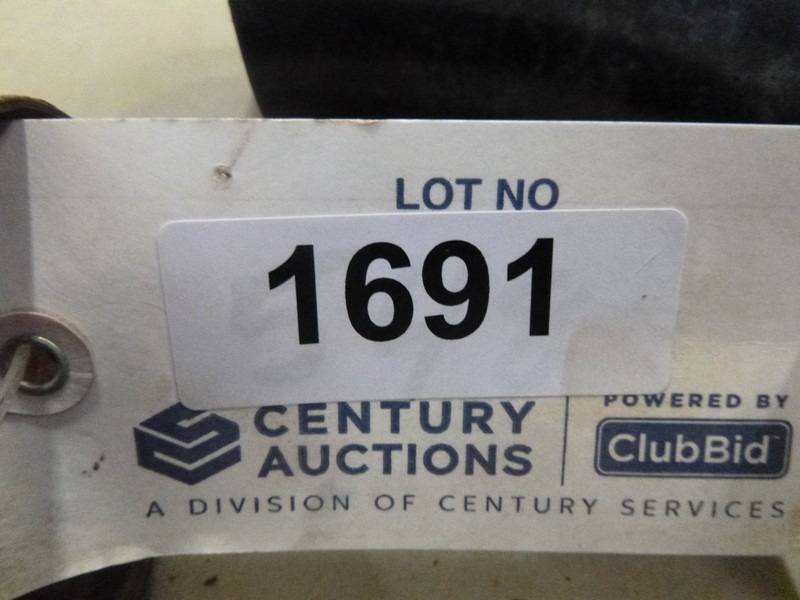 LOT NO
1691
CENTURY
AUCTIONS
POWERED BY
ClubBid
A DIVISION OF CENTURY SERVICES